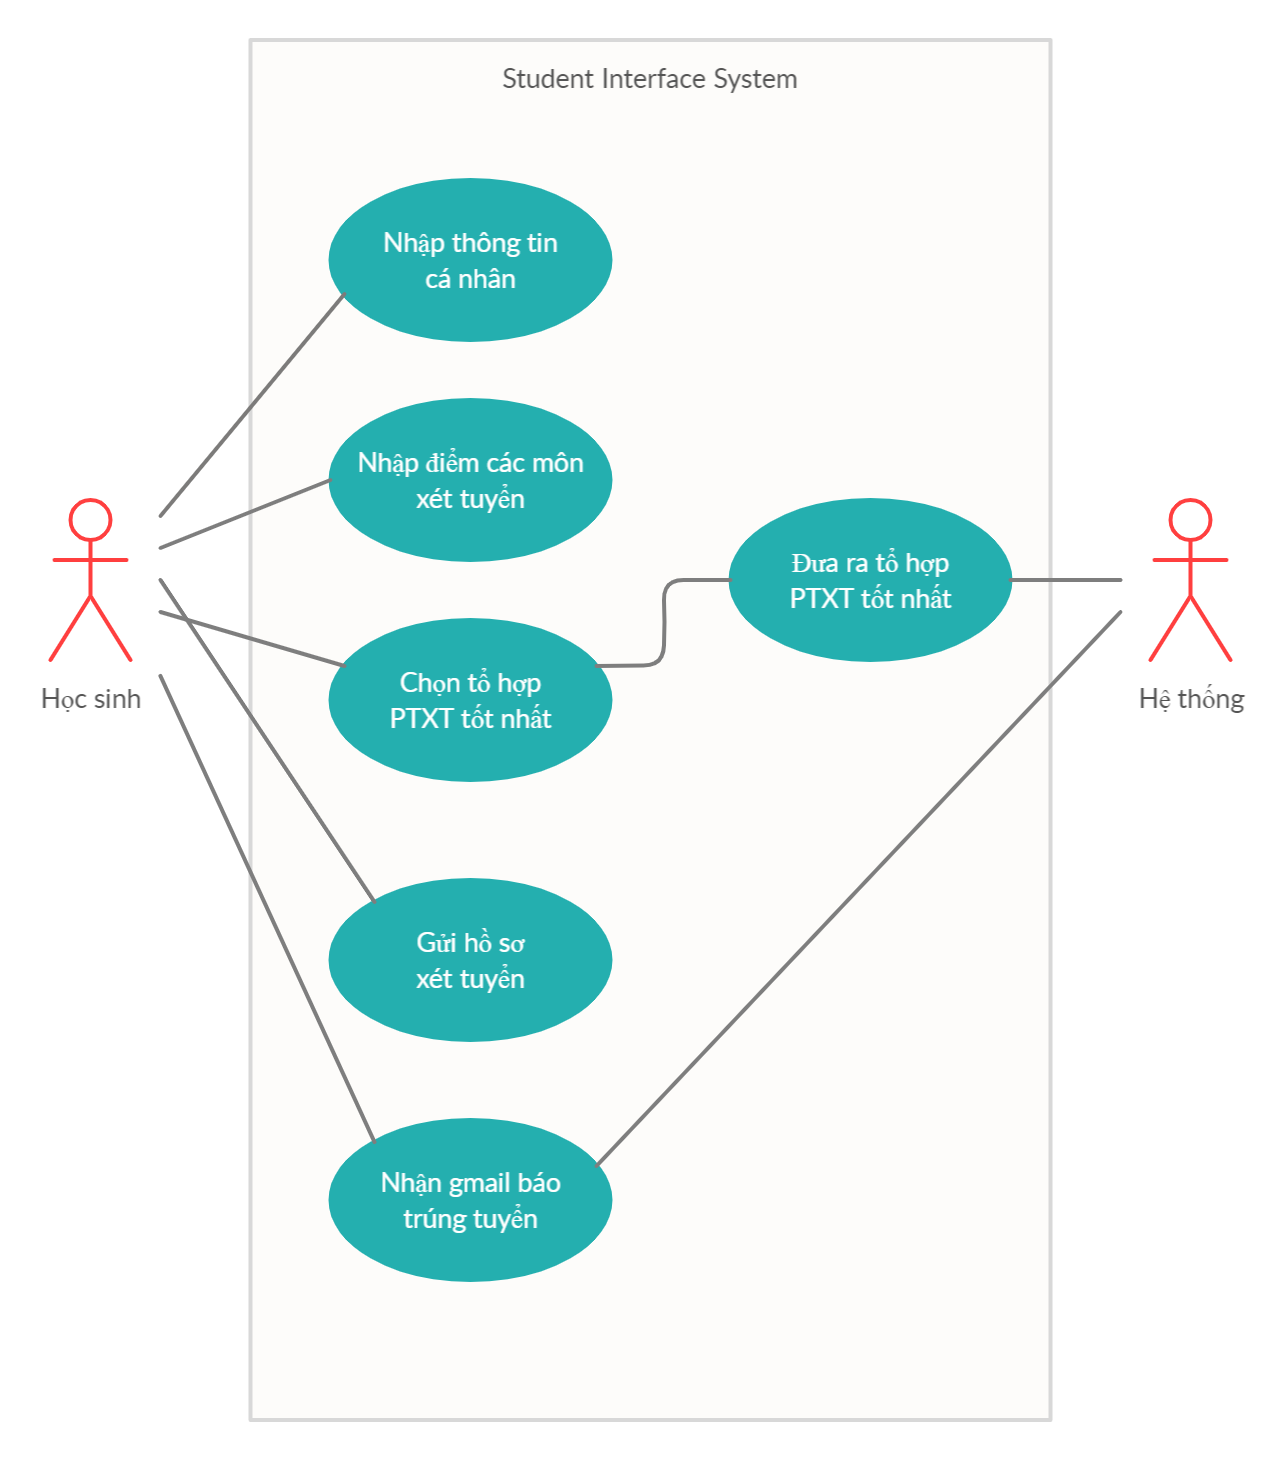 Student Interface System
Nhập thông tin
cá nhân
Nhập điểm các môn
xét tuyển
Đưa ra tổ hợp
PTXT tốt nhất
Chọn tổ hợp
PTXT tốt nhất
Học sinh
Hệ thống
Gửi hồ sơ
xét tuyển
Nhận gmail báo
trúng tuyển